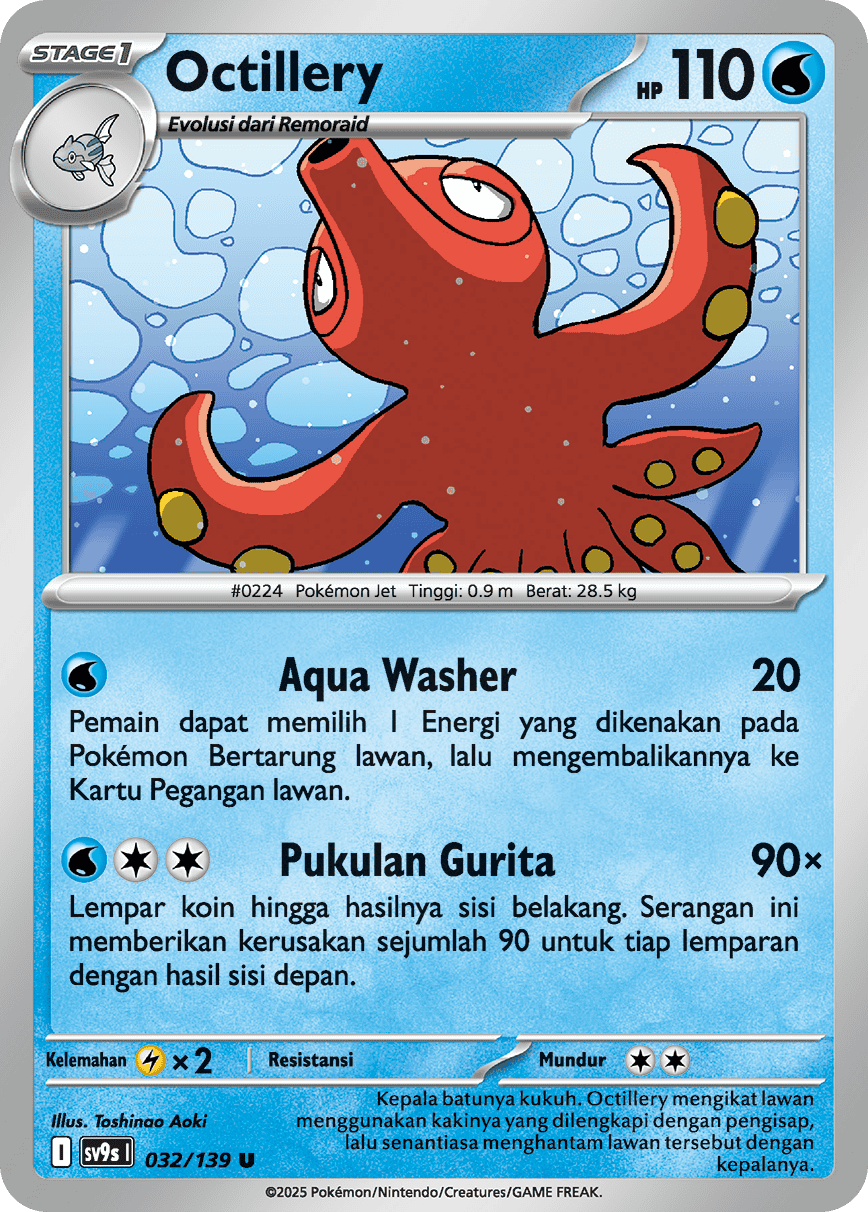 STAGE1
Octillery
HP 110
Evolusi dari Remoraid
#0224 Pokémon Jet Tinggi: 0.9 m Berat: 28.5 kg
Aqua Washer 20
Pemain dapat memilih 1 Energi yang dikenakan pada
Pokémon Bertarung lawan, lalu mengembalikannya ke
Kartu Pegangan lawan.
Pukulan Gurita 90×
Lempar koin hingga hasilnya sisi belakang. Serangan ini
memberikan kerusakan sejumlah 90 untuk tiap lemparan
dengan hasil sisi depan.
Kelemahan ×2 Resistansi Mundur
Kepala batunya kukuh. Octillery mengikat lawan
menggunakan kakinya yang dilengkapi dengan pengisap,
lalu senantiasa menghantam lawan tersebut dengan
kepalanya.
Illus. Toshinao Aoki
I sv9s I 032/139 U
©2025 Pokémon/Nintendo/Creatures/GAME FREAK.